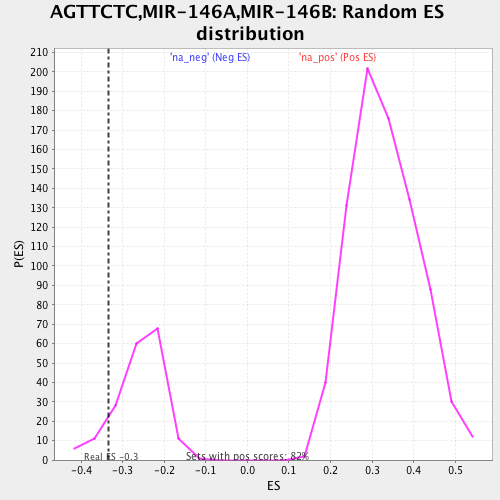 AGTTCTC,MIR-146A,MIR-146B: Random ES
distribution
'na_neg' (Neg ES) 'na_pos' (Pos ES)
210
200
190
180
170
160
150
140
130
120
110
100
90
80
70
60
50
40
30
20
10
0
P(ES)
Real ES -0.3
Sets with pos scores: 82%
-0.4 -0.3 -0.2 -0.1 0.0 0.1 0.2 0.3 0.4 0.5
ES